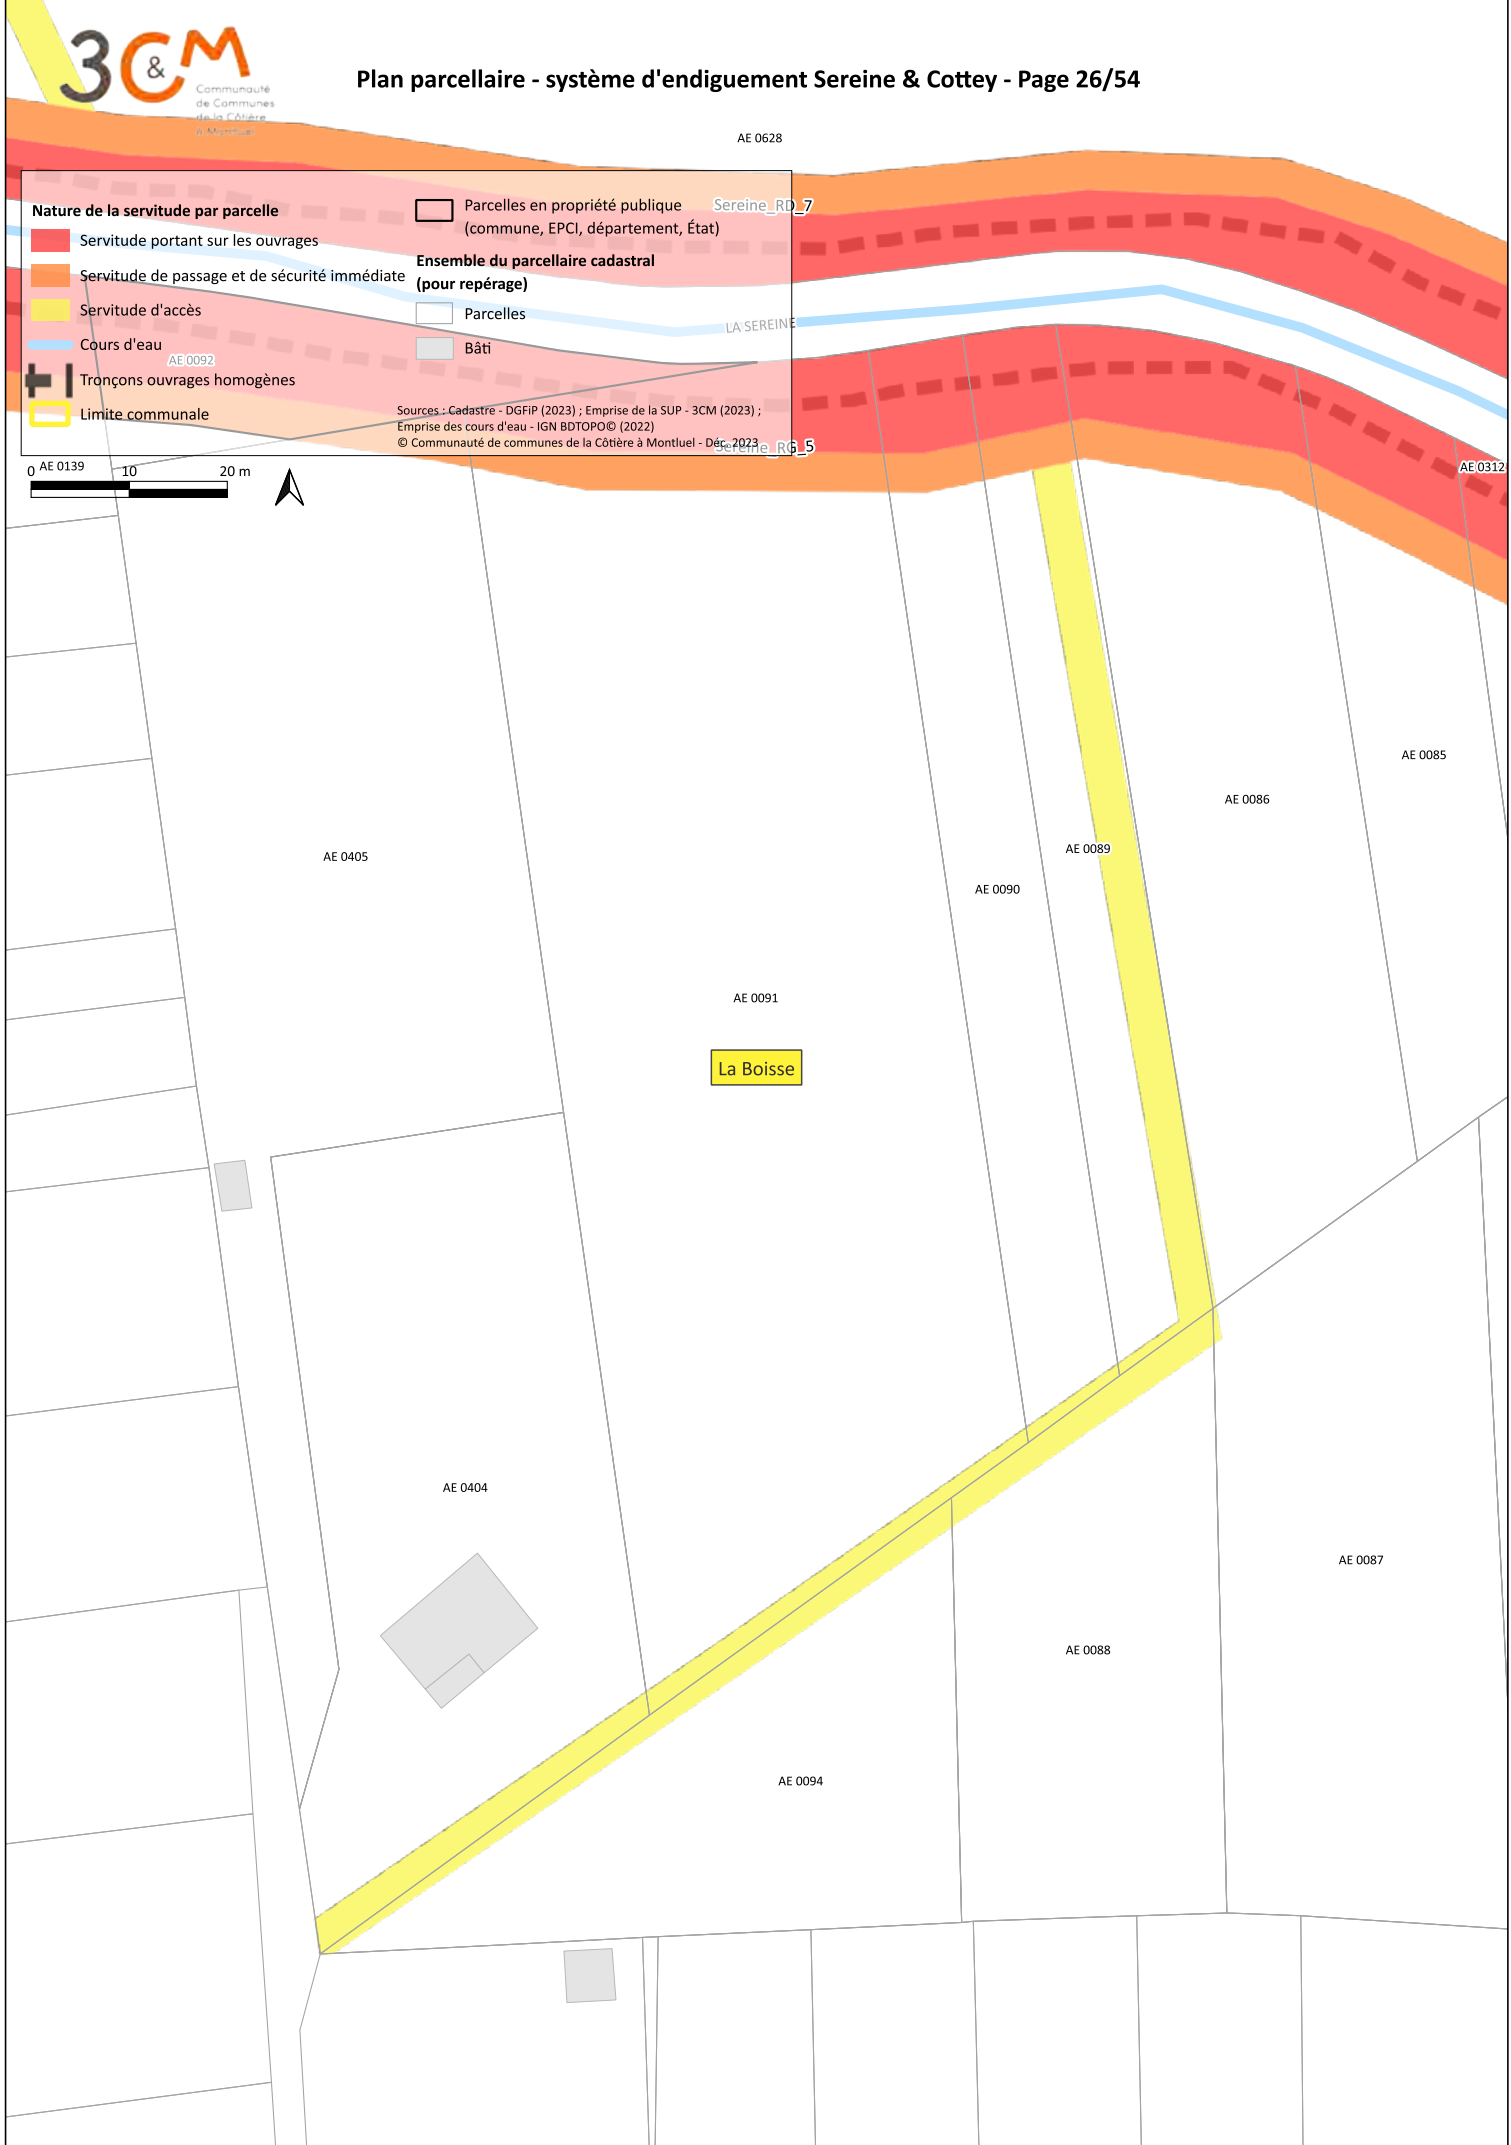 3C&M
Communauté
de Communes
de la Côtière
à Montluel
Plan parcellaire - système d'endiguement Sereine & Cottey - Page 26/54
AE 0628
Nature de la servitude par parcelle
Servitude portant sur les ouvrages
Servitude de passage et de sécurité immédiate
Servitude d'accès
Cours d'eau
Tronçons ouvrages homogènes
Limite communale
Parcelles en propriété publique
(commune, EPCI, département, État)
Ensemble du parcellaire cadastral
(pour repérage)
Parcelles
Bâti
Sources : Cadastre - DGFiP (2023) ; Emprise de la SUP - 3CM (2023) ;
Emprise des cours d'eau - IGN BDTOPO© (2022)
© Communauté de communes de la Côtière à Montluel - Déc. 2023
Sereine_RD_7
LA SEREINE
AE 0092
Sereine_RG_5
AE 0139
0 10 20 m
AE 0312
AE 0085
AE 0086
AE 0089
AE 0405
AE 0090
AE 0091
La Boisse
AE 0404
AE 0087
AE 0088
AE 0094